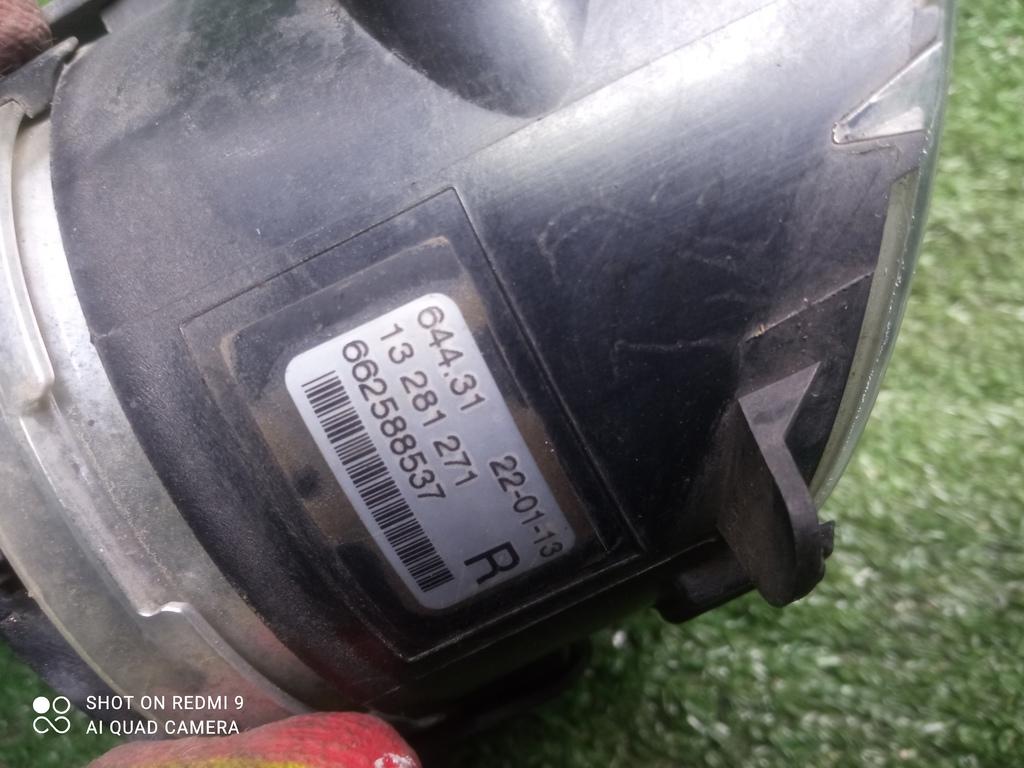 644.31 22-01-13
13 281 271 R
662588537
SHOT ON REDMI 9
AI QUAD CAMERA